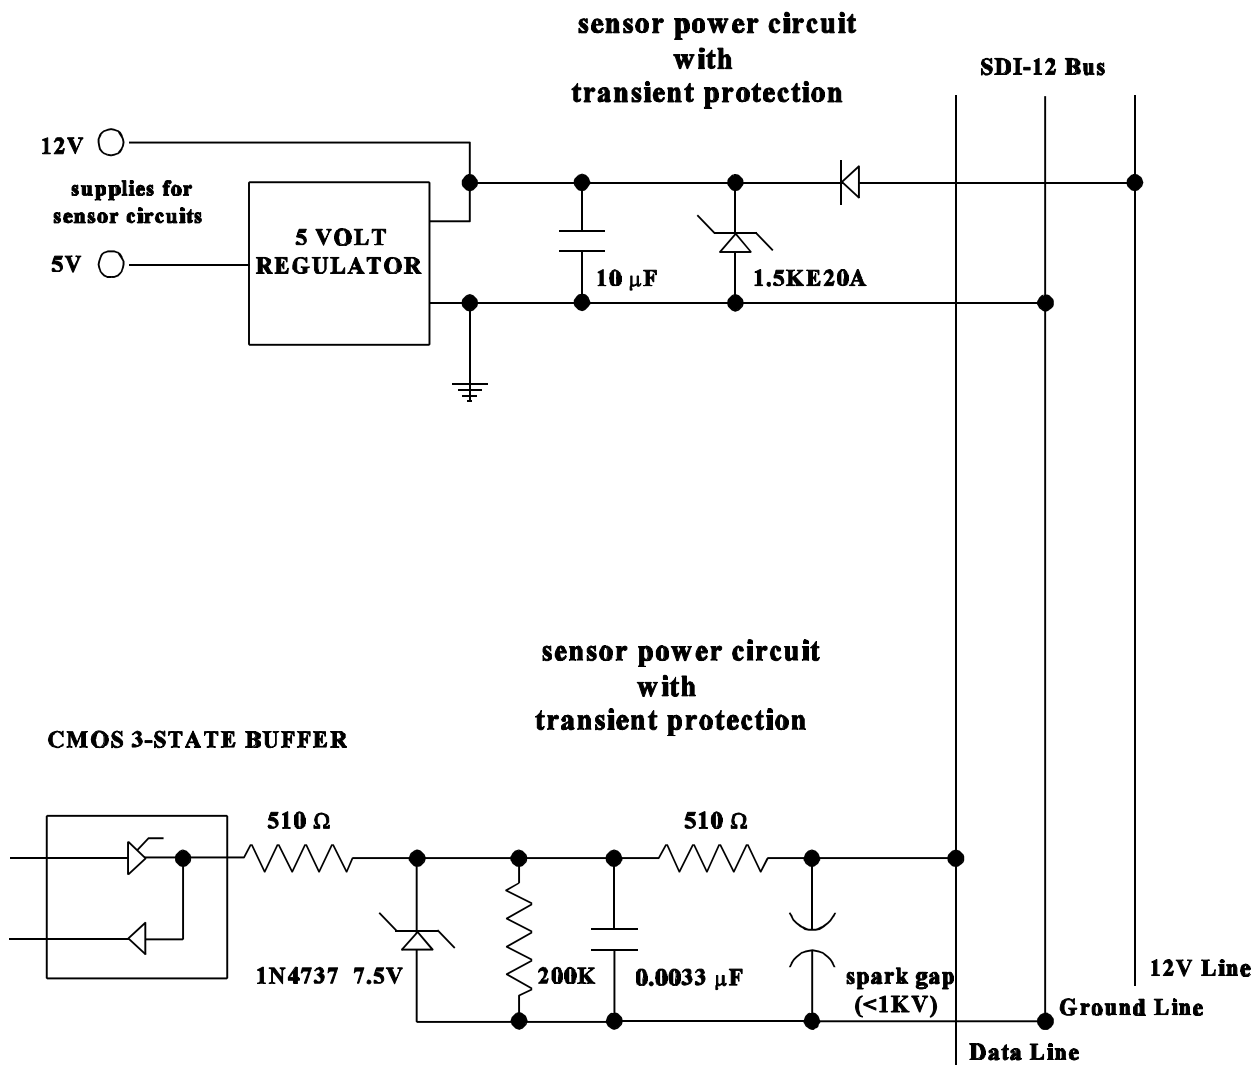 sensor power circuit
with
transient protection
SDI-12 Bus
12V
supplies for
sensor circuits
5V
5 VOLT
REGULATOR
10 μF
1.5KE20A
sensor power circuit
with
transient protection
CMOS 3-STATE BUFFER
510 Ω
510 Ω
1N4737 7.5V
200K
0.0033 μF
spark gap
(<1KV)
12V Line
Ground Line
Data Line